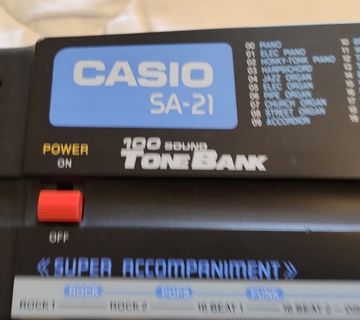 CASIO
SA-21
100 SOUND
TONEBANK
00 PIANO
01 ELEC PIANO
02 HONKY-TONK PIANO
03 HARPSICHORD
04 JAZZ ORGAN
05 ELEC ORGAN
06 PIPE ORGAN
07 CHURCH ORGAN
08 STREET ORGAN
09 ACCORDION
POWER
ON
OFF
《 SUPER ACCOMPANIMENT 》
ROCK POPS FUNK
ROCK 1 ROCK 2 16 BEAT 1 16 BEAT 2